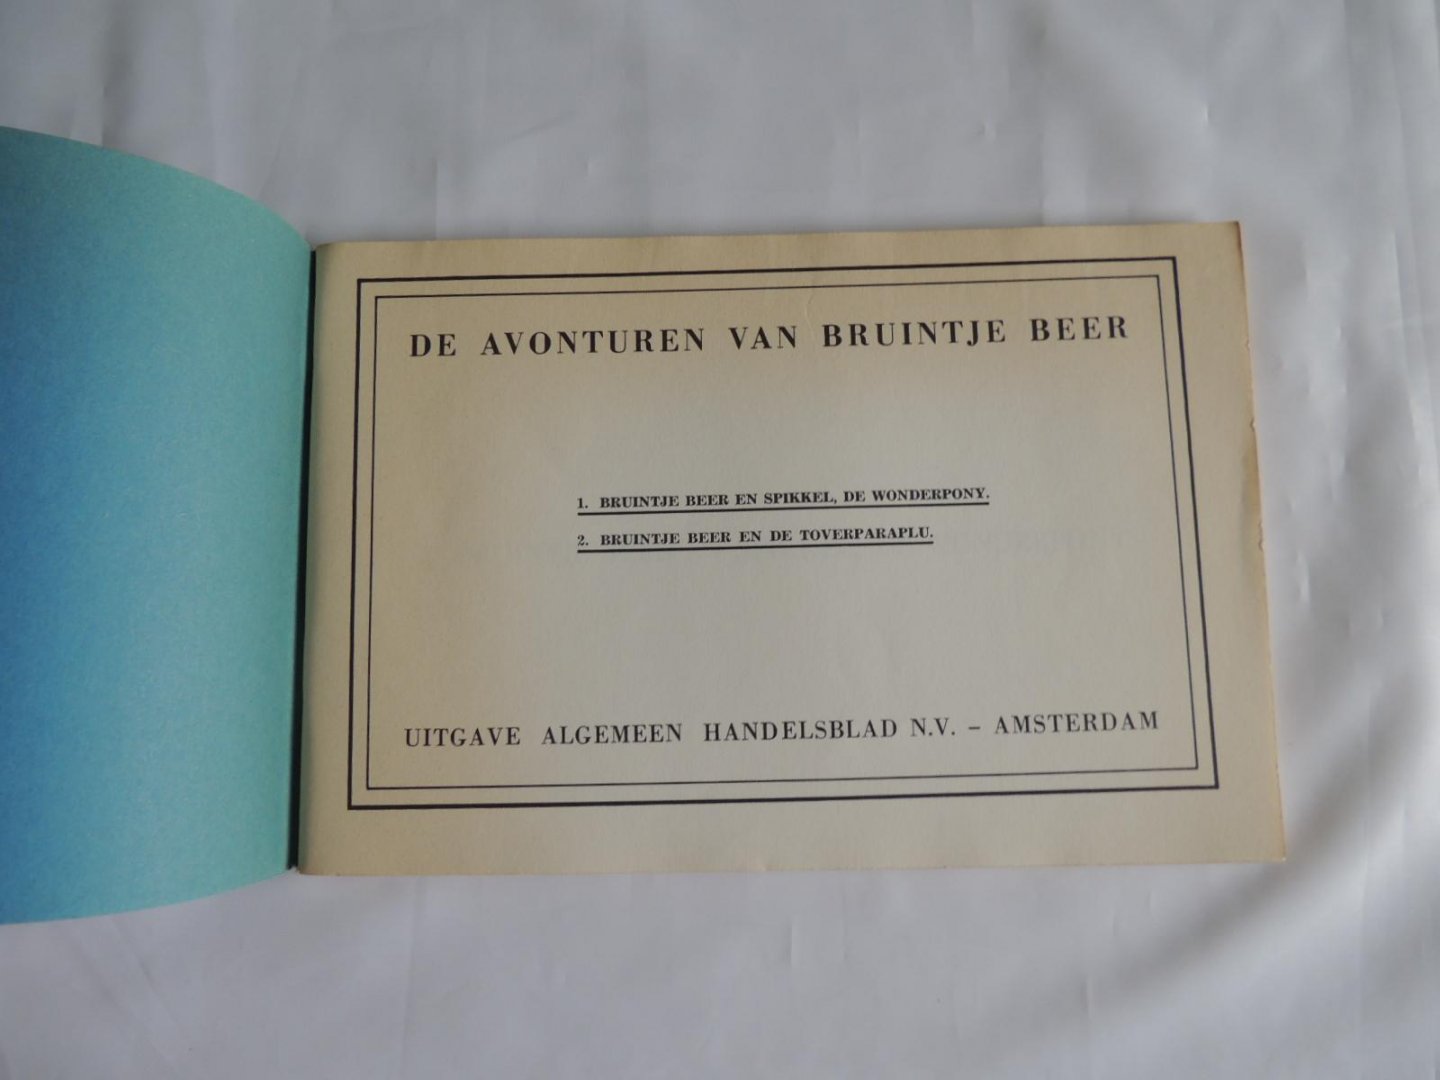 DE AVONTUREN VAN BRUINTJE BEER
1. BRUINTJE BEER EN SPIKKEL, DE WONDERPONY.
2. BRUINTJE BEER EN DE TOVERPARAPLU.
UITGAVE ALGEMEEN HANDELSBLAD N.V. – AMSTERDAM